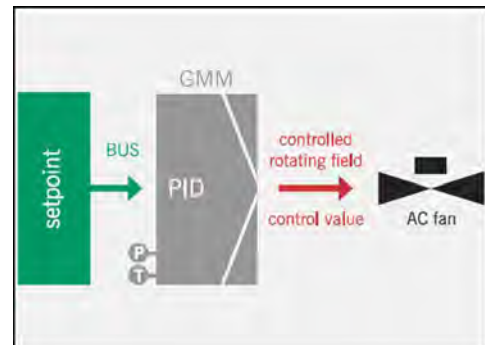 GMM
setpoint
BUS
PID
P
T
controlled
rotating field
control value
AC fan